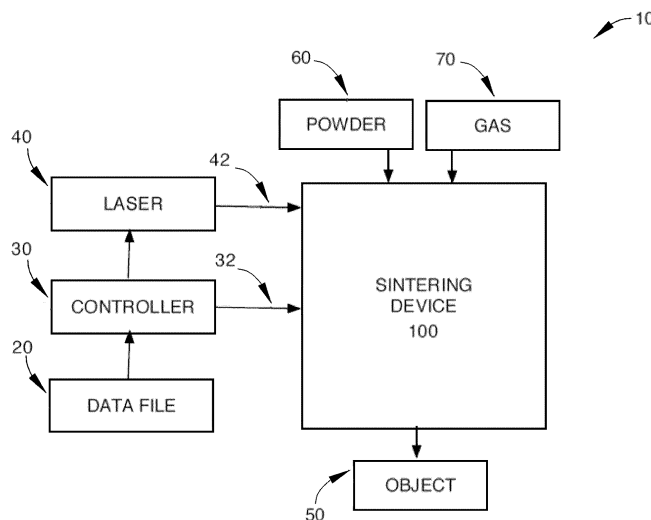 10
60
70
POWDER
GAS
40
42
LASER
30
32
CONTROLLER
SINTERING
DEVICE
100
20
DATA FILE
OBJECT
50